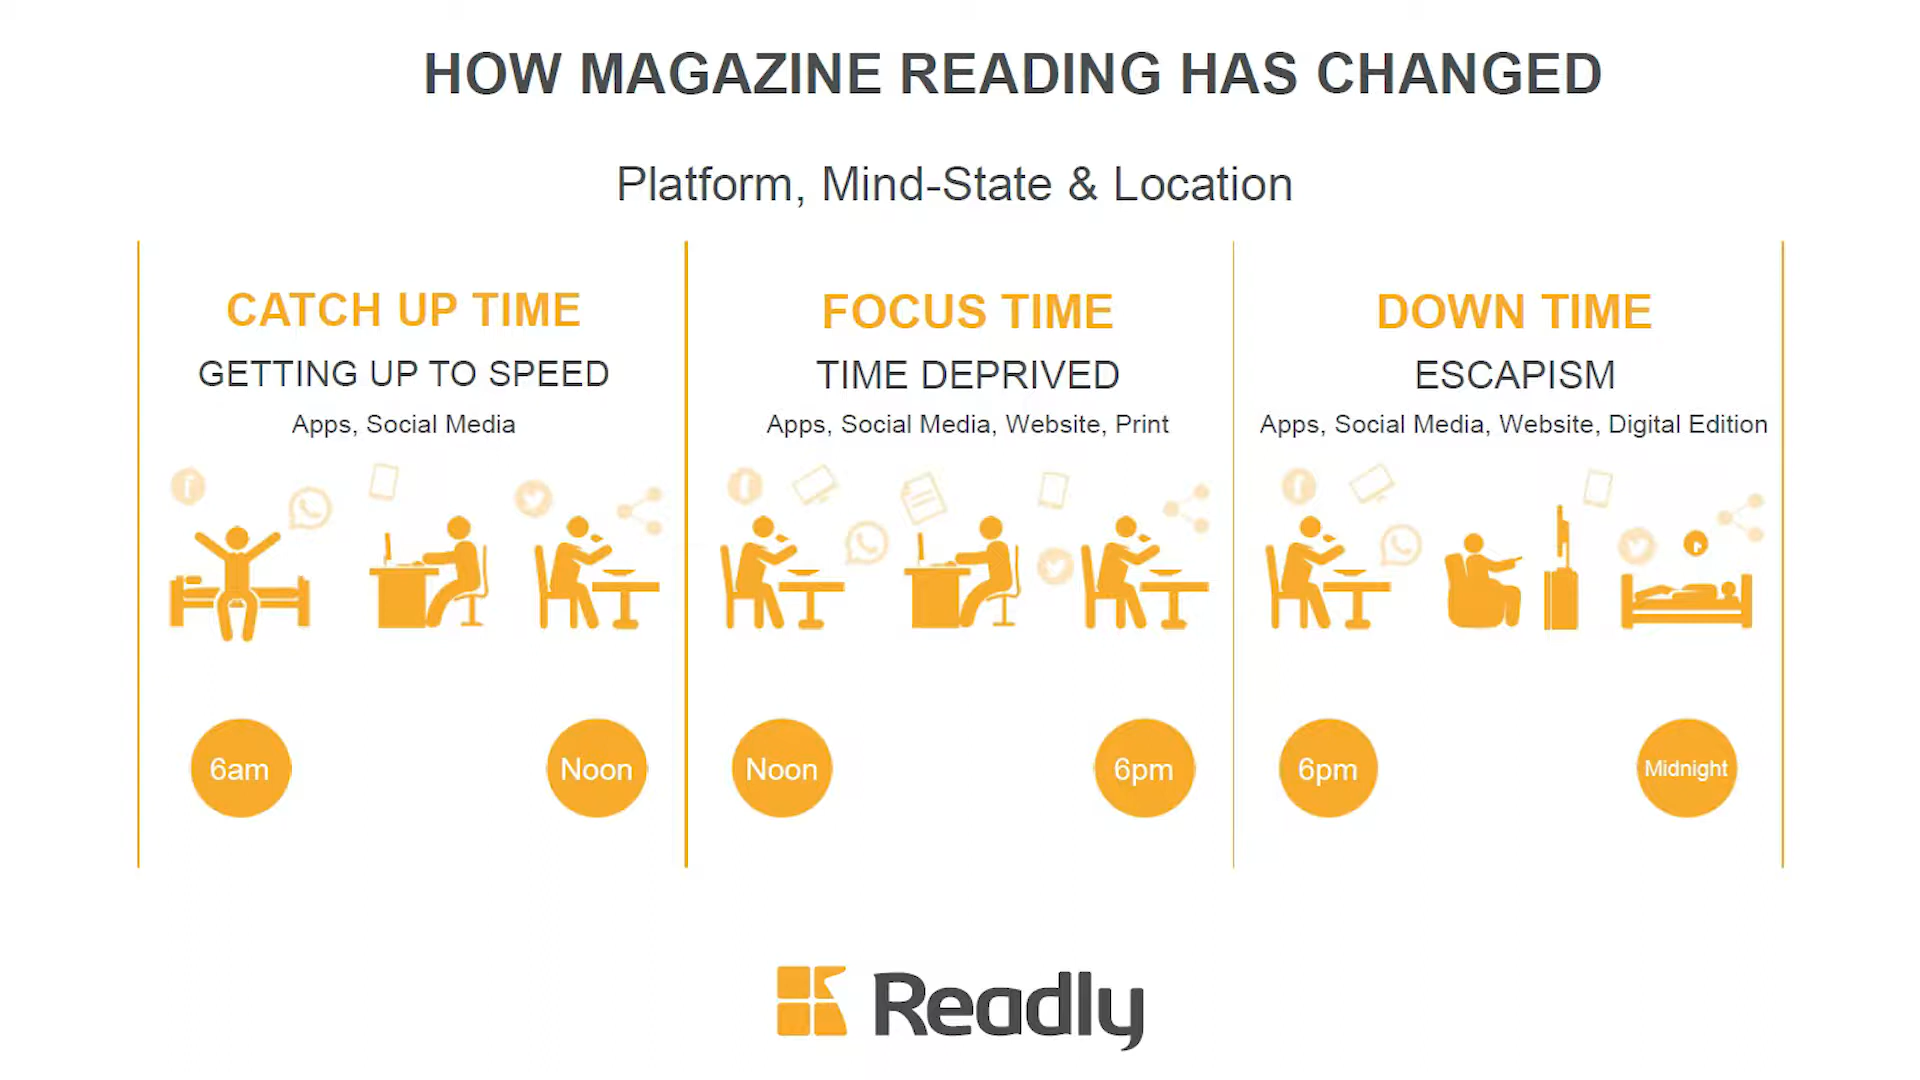 HOW MAGAZINE READING HAS CHANGED
Platform, Mind-State & Location
CATCH UP TIME
GETTING UP TO SPEED
Apps, Social Media
6am
Noon
FOCUS TIME
TIME DEPRIVED
Apps, Social Media, Website, Print
Noon
6pm
DOWN TIME
ESCAPISM
Apps, Social Media, Website, Digital Edition
6pm
Midnight
Readly